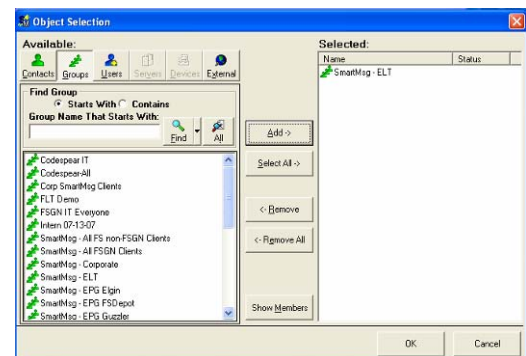 Object Selection
Available:
Contacts Groups Users Servers Devices External
Find Group
Starts With Contains
Group Name That Starts With:
Find All
Codespear IT
Codespear-All
Corp SmartMsg Clients
FLT Demo
FSGN IT Everyone
Intern 07-13-07
SmartMsg - All FS non-FSGN Clients
SmartMsg - All FSGN Clients
SmartMsg - Corporate
SmartMsg - ELT
SmartMsg - EPG Elgin
SmartMsg - EPG FSDepot
SmartMsg - EPG Guzzler
Add ->
Select All ->
<- Remove
<- Remove All
Show Members
Selected:
Name Status
SmartMsg - ELT
OK Cancel